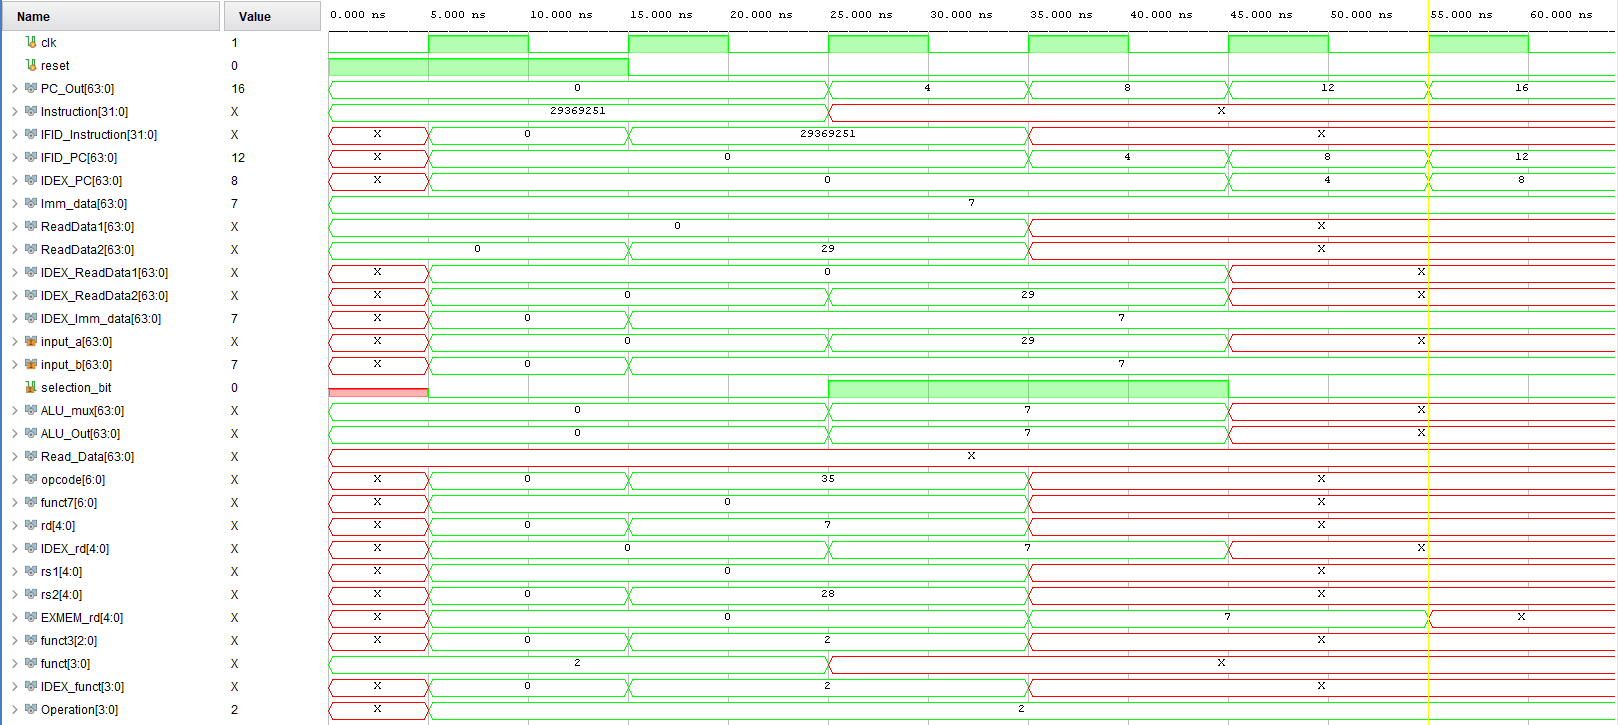 Name Value 0.000 ns 5.000 ns 10.000 ns 15.000 ns 20.000 ns 25.000 ns 30.000 ns 35.000 ns 40.000 ns 45.000 ns 50.000 ns 55.000 ns 60.000 ns
clk 1
reset 0
PC_Out[63:0] 16 0 4 8 12 16
Instruction[31:0] X 29369251 X
IFID_Instruction[31:0] X X 0 29369251 X
IFID_PC[63:0] 12 X 0 4 8 12
IDEX_PC[63:0] 8 X 0 4 8
Imm_data[63:0] 7 7
ReadData1[63:0] X 0 X
ReadData2[63:0] X 0 29 X
IDEX_ReadData1[63:0] X X 0 X
IDEX_ReadData2[63:0] X X 0 29 X
IDEX_Imm_data[63:0] 7 X 0 7
input_a[63:0] X X 0 29 X
input_b[63:0] 7 X 0 7
selection_bit 0
ALU_mux[63:0] X 0 7 X
ALU_Out[63:0] X 0 7 X
Read_Data[63:0] X X
opcode[6:0] X X 0 35 X
funct7[6:0] X X 0 X
rd[4:0] X X 0 7 X
IDEX_rd[4:0] X X 0 7 X
rs1[4:0] X X 0 X
rs2[4:0] X X 0 28 X
EXMEM_rd[4:0] X X 0 7 X
funct3[2:0] X X 0 2 X
funct[3:0] X 2 X
IDEX_funct[3:0] X X 0 2 X
Operation[3:0] 2 X 2